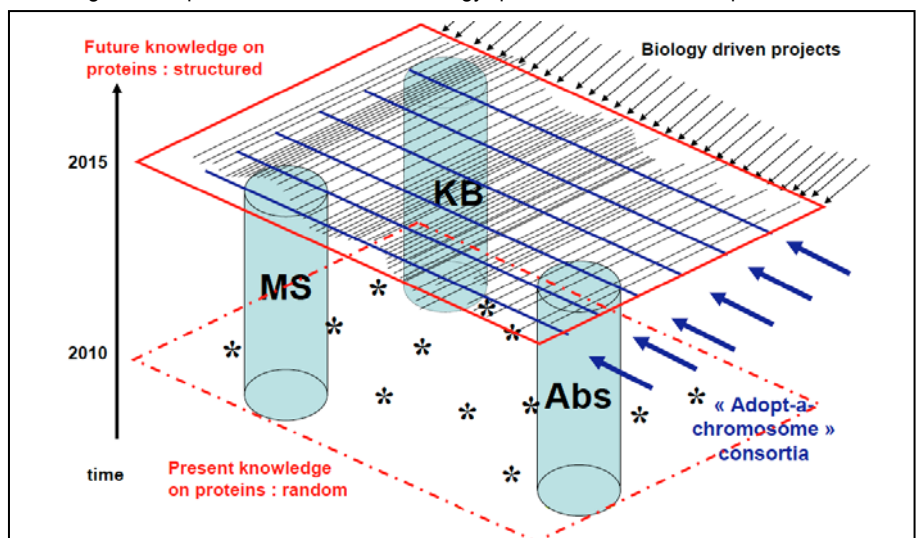 Future knowledge on
proteins : structured
Biology driven projects
2015
KB
MS
2010
Abs
« Adopt-a-
chromosome »
consortia
time
Present knowledge
on proteins : random